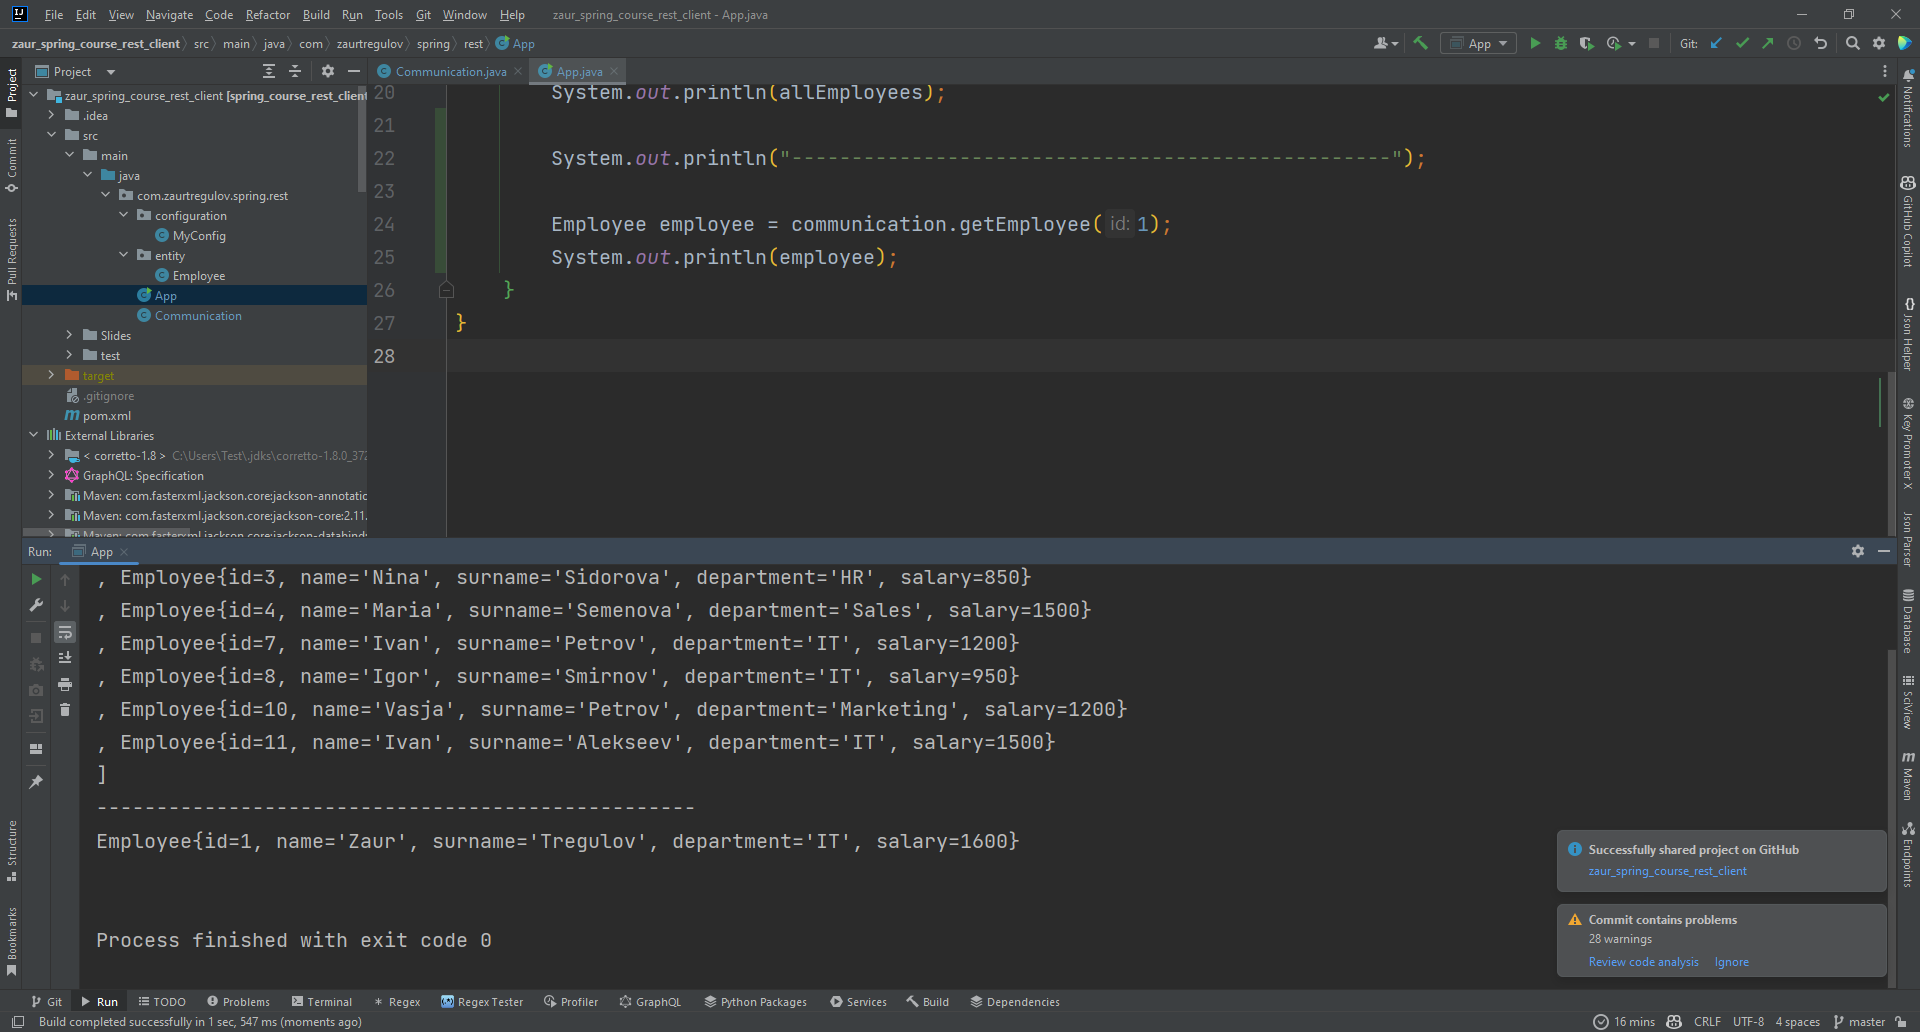 File Edit View Navigate Code Refactor Build Run Tools Git Window Help zaur_spring_course_rest_client - App.java
zaur_spring_course_rest_client src main java com zaurtregulov spring rest App
App Git:
Project
Communication.java App.java
Project
Commit
Pull Requests
zaur_spring_course_rest_client [spring_course_rest_client
.idea
src
main
java
com.zaurtregulov.spring.rest
configuration
MyConfig
entity
Employee
App
Communication
Slides
test
target
.gitignore
pom.xml
External Libraries
< corretto-1.8 > C:\Users\Test\.jdks\corretto-1.8.0_372
GraphQL: Specification
Maven: com.fasterxml.jackson.core:jackson-annotatio
Maven: com.fasterxml.jackson.core:jackson-core:2.11.
Maven: com.fasterxml.jackson.core:jackson-databind:
20 System.out.println(allEmployees);
21
22 System.out.println("--------------------------------------------------");
23
24 Employee employee = communication.getEmployee( id: 1);
25 System.out.println(employee);
26 }
27 }
28
Notifications
GitHub Copilot
Json Helper
Key Promoter X
Json Parser
Database
SciView
Maven
Endpoints
Run: App
, Employee{id=3, name='Nina', surname='Sidorova', department='HR', salary=850}
, Employee{id=4, name='Maria', surname='Semenova', department='Sales', salary=1500}
, Employee{id=7, name='Ivan', surname='Petrov', department='IT', salary=1200}
, Employee{id=8, name='Igor', surname='Smirnov', department='IT', salary=950}
, Employee{id=10, name='Vasja', surname='Petrov', department='Marketing', salary=1200}
, Employee{id=11, name='Ivan', surname='Alekseev', department='IT', salary=1500}
]
--------------------------------------------------
Employee{id=1, name='Zaur', surname='Tregulov', department='IT', salary=1600}
Process finished with exit code 0
Structure
Bookmarks
Successfully shared project on GitHub
zaur_spring_course_rest_client
Commit contains problems
28 warnings
Review code analysis Ignore
Git Run TODO Problems Terminal Regex Regex Tester Profiler GraphQL Python Packages Services Build Dependencies
Build completed successfully in 1 sec, 547 ms (moments ago)
16 mins CRLF UTF-8 4 spaces master